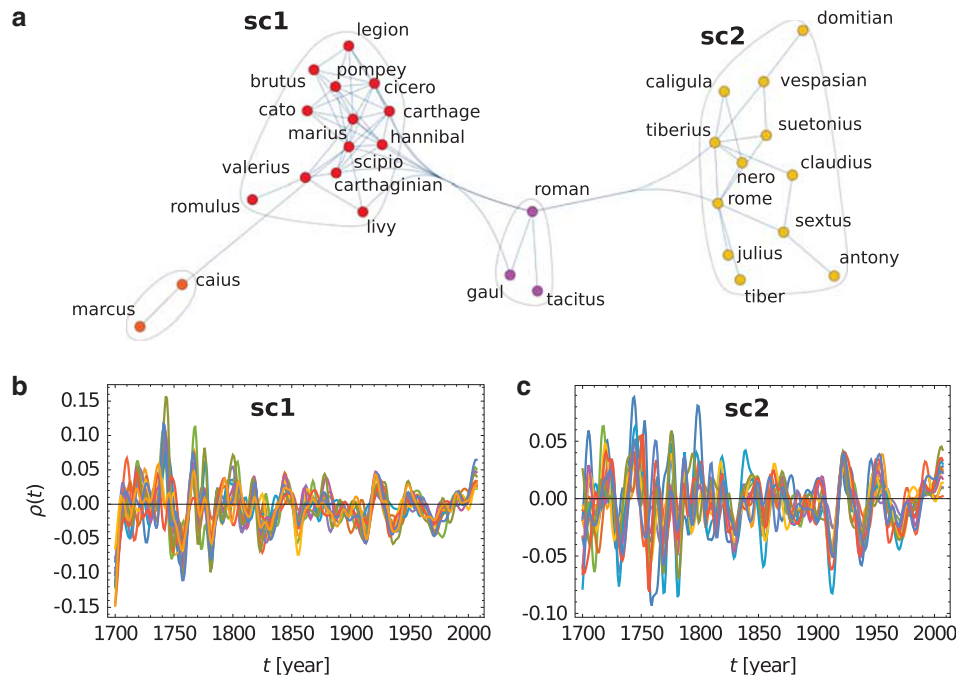 a
sc1
sc2
domitian
legion
brutus
pompey
cicero
caligula
vespasian
cato
carthage
marius
hannibal
tiberius
suetonius
valerius
scipio
claudius
carthaginian
nero
romulus
roman
rome
livy
sextus
caius
julius
antony
marcus
gaul
tacitus
tiber
b
sc1
0.15
0.10
0.05
0.00
-0.05
-0.10
-0.15
ρ(t)
1700 1750 1800 1850 1900 1950 2000
t [year]
c
sc2
0.05
0.00
-0.05
-0.10
1700 1750 1800 1850 1900 1950 2000
t [year]